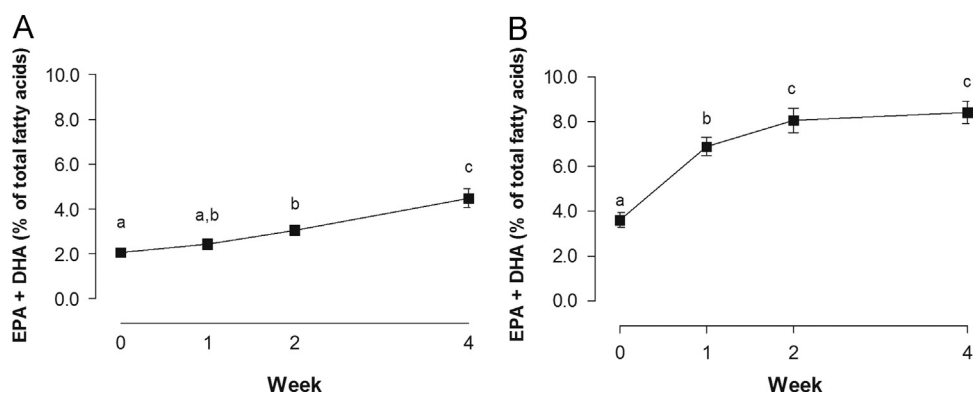 A
EPA + DHA (% of total fatty acids)
10.0
8.0
6.0
4.0
2.0
0.0
a
a,b
b
c
0 1 2 4
Week
B
EPA + DHA (% of total fatty acids)
10.0
8.0
6.0
4.0
2.0
0.0
a
b
c
c
0 1 2 4
Week